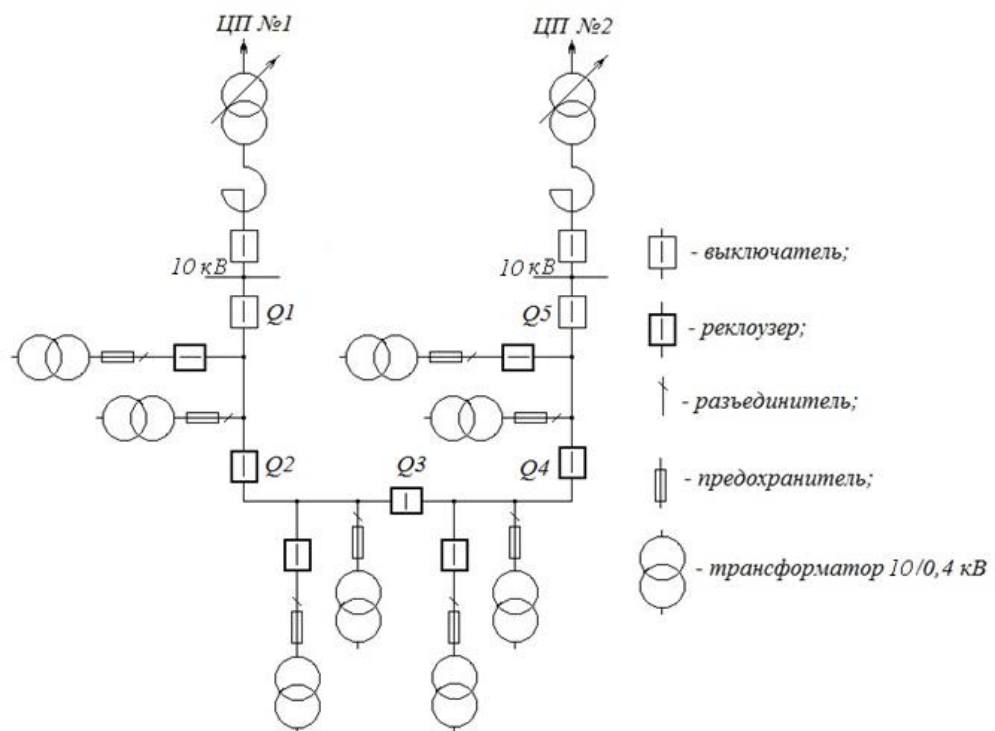 ЦП №1
ЦП №2
10 кВ
10 кВ
Q1
Q5
Q2
Q3
Q4
- выключатель;
- реклоузер;
- разъединитель;
- предохранитель;
- трансформатор 10/0,4 кВ